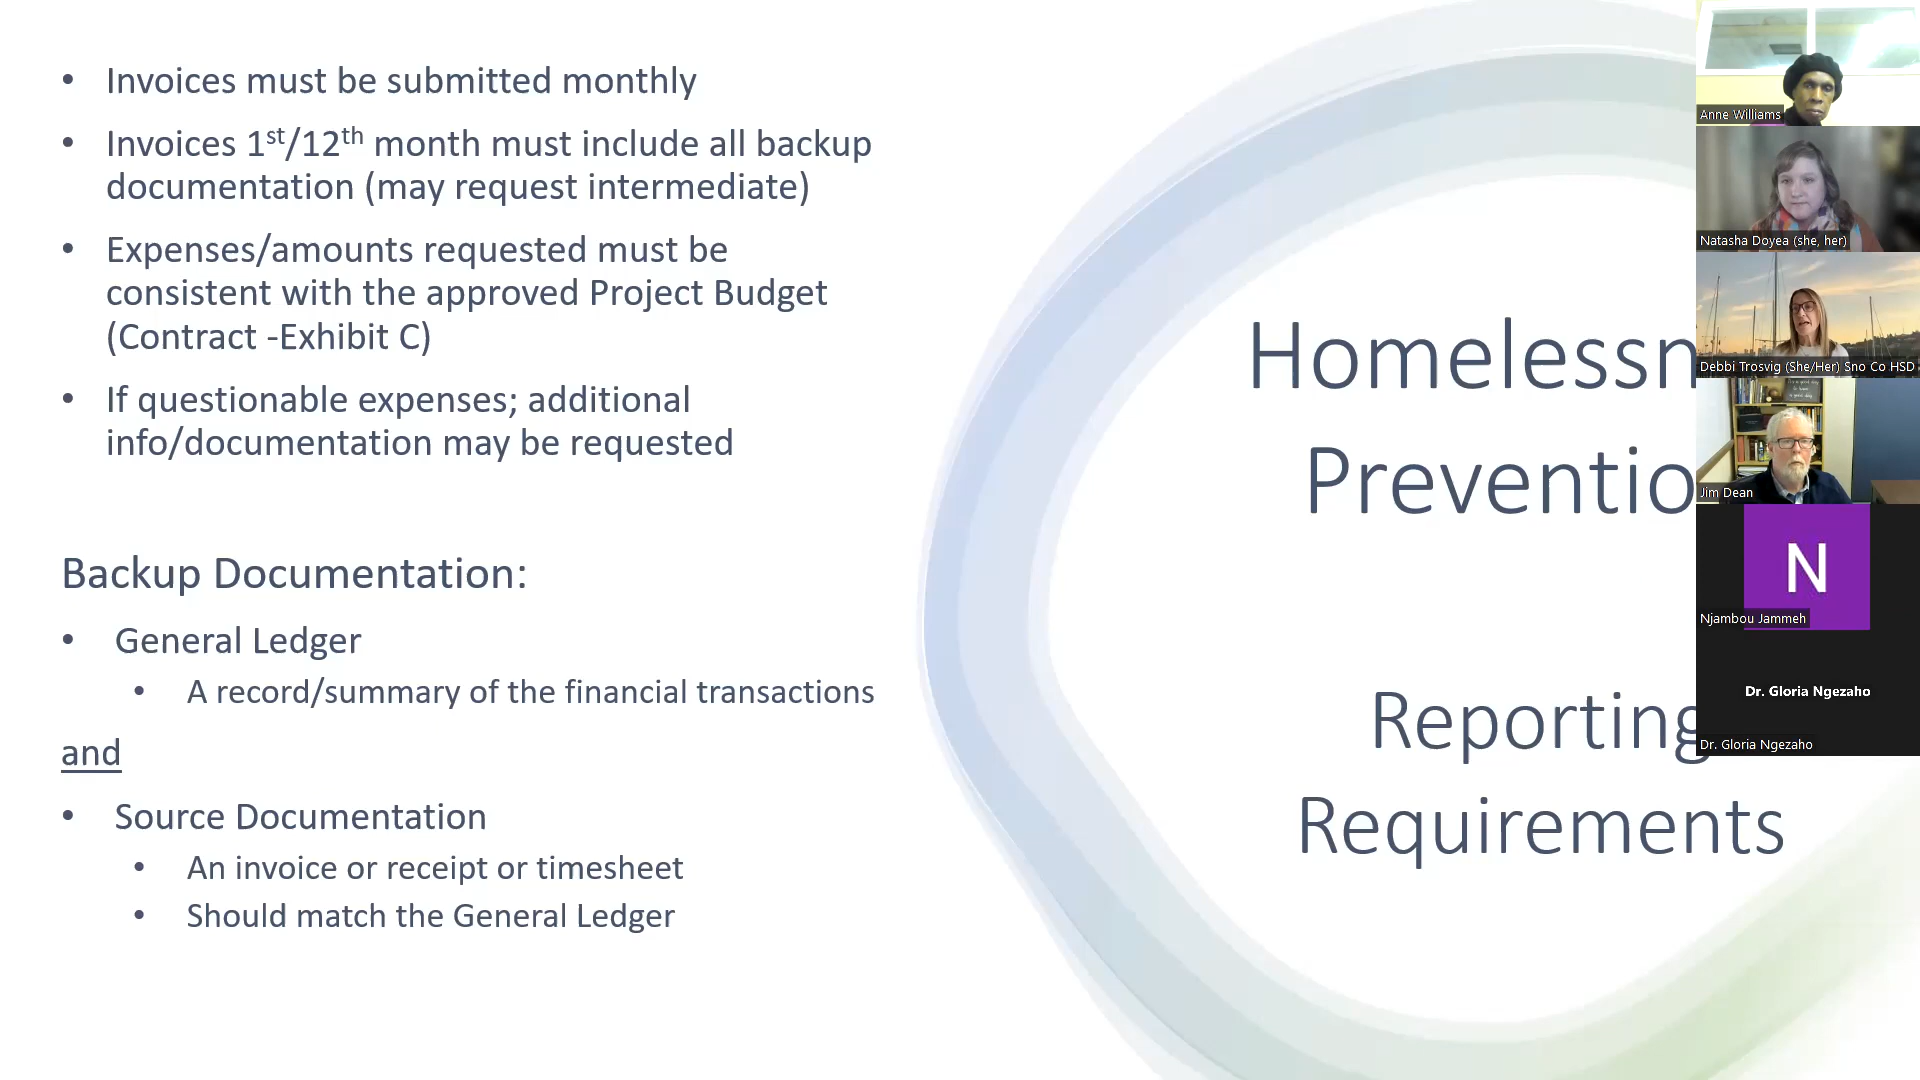 • Invoices must be submitted monthly
• Invoices 1st/12th month must include all backup
documentation (may request intermediate)
• Expenses/amounts requested must be
consistent with the approved Project Budget
(Contract -Exhibit C)
• If questionable expenses; additional
info/documentation may be requested
Backup Documentation:
• General Ledger
• A record/summary of the financial transactions
and
• Source Documentation
• An invoice or receipt or timesheet
• Should match the General Ledger
Homelessn
Preventio
Reporting
Requirements
Anne Williams
Natasha Doyea (she, her)
Debbi Trosvig (She/Her) Sno Co HSD
Jim Dean
N
Njambou Jammeh
Dr. Gloria Ngezaho
Dr. Gloria Ngezaho